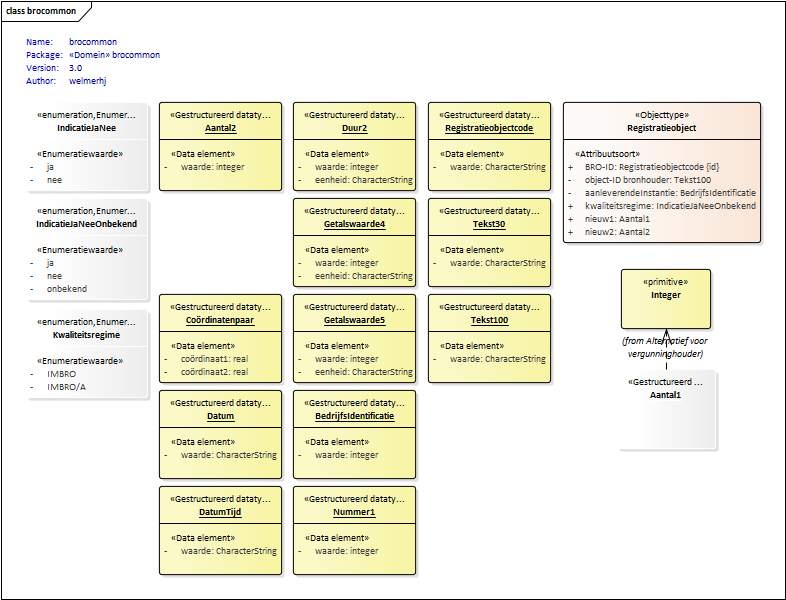 class brocommon
Name: brocommon
Package: «Domein» brocommon
Version: 3.0
Author: welmerhj
«enumeration,Enumer...
IndicatieJaNee
«Enumeratiewaarde»
- ja
- nee
«Gestructureerd dataty...
Aantal2
«Data element»
- waarde: integer
«Gestructureerd dataty...
Duur2
«Data element»
- waarde: integer
- eenheid: CharacterString
«Gestructureerd dataty...
Registratieobjectcode
«Data element»
- waarde: CharacterString
«Objecttype»
Registratieobject
«Attribuutsoort»
+ BRO-ID: Registratieobjectcode {id}
- object-ID bronhouder: Tekst100
- aanleverendeInstantie: BedrijfsIdentificatie
+ kwaliteitsregime: IndicatieJaNeeOnbekend
+ nieuw1: Aantal1
+ nieuw2: Aantal2
«enumeration,Enumer...
IndicatieJaNeeOnbekend
«Enumeratiewaarde»
- ja
- nee
- onbekend
«Gestructureerd dataty...
Getalswaarde4
«Data element»
- waarde: integer
- eenheid: CharacterString
«Gestructureerd dataty...
Tekst30
«Data element»
- waarde: CharacterString
«primitive»
Integer
(from Alternatief voor
vergunninghouder)
«enumeration,Enumer...
Kwaliteitsregime
«Enumeratiewaarde»
- IMBRO
- IMBRO/A
«Gestructureerd dataty...
Coördinatenpaar
«Data element»
- coördinaat1: real
- coördinaat2: real
«Gestructureerd dataty...
Getalswaarde5
«Data element»
- waarde: integer
- eenheid: CharacterString
«Gestructureerd dataty...
Tekst100
«Data element»
- waarde: CharacterString
«Gestructureerd ...
Aantal1
«Gestructureerd dataty...
Datum
«Data element»
- waarde: CharacterString
«Gestructureerd dataty...
BedrijfsIdentificatie
«Data element»
- waarde: integer
«Gestructureerd dataty...
DatumTijd
«Data element»
- waarde: CharacterString
«Gestructureerd dataty...
Nummer1
«Data element»
- waarde: integer